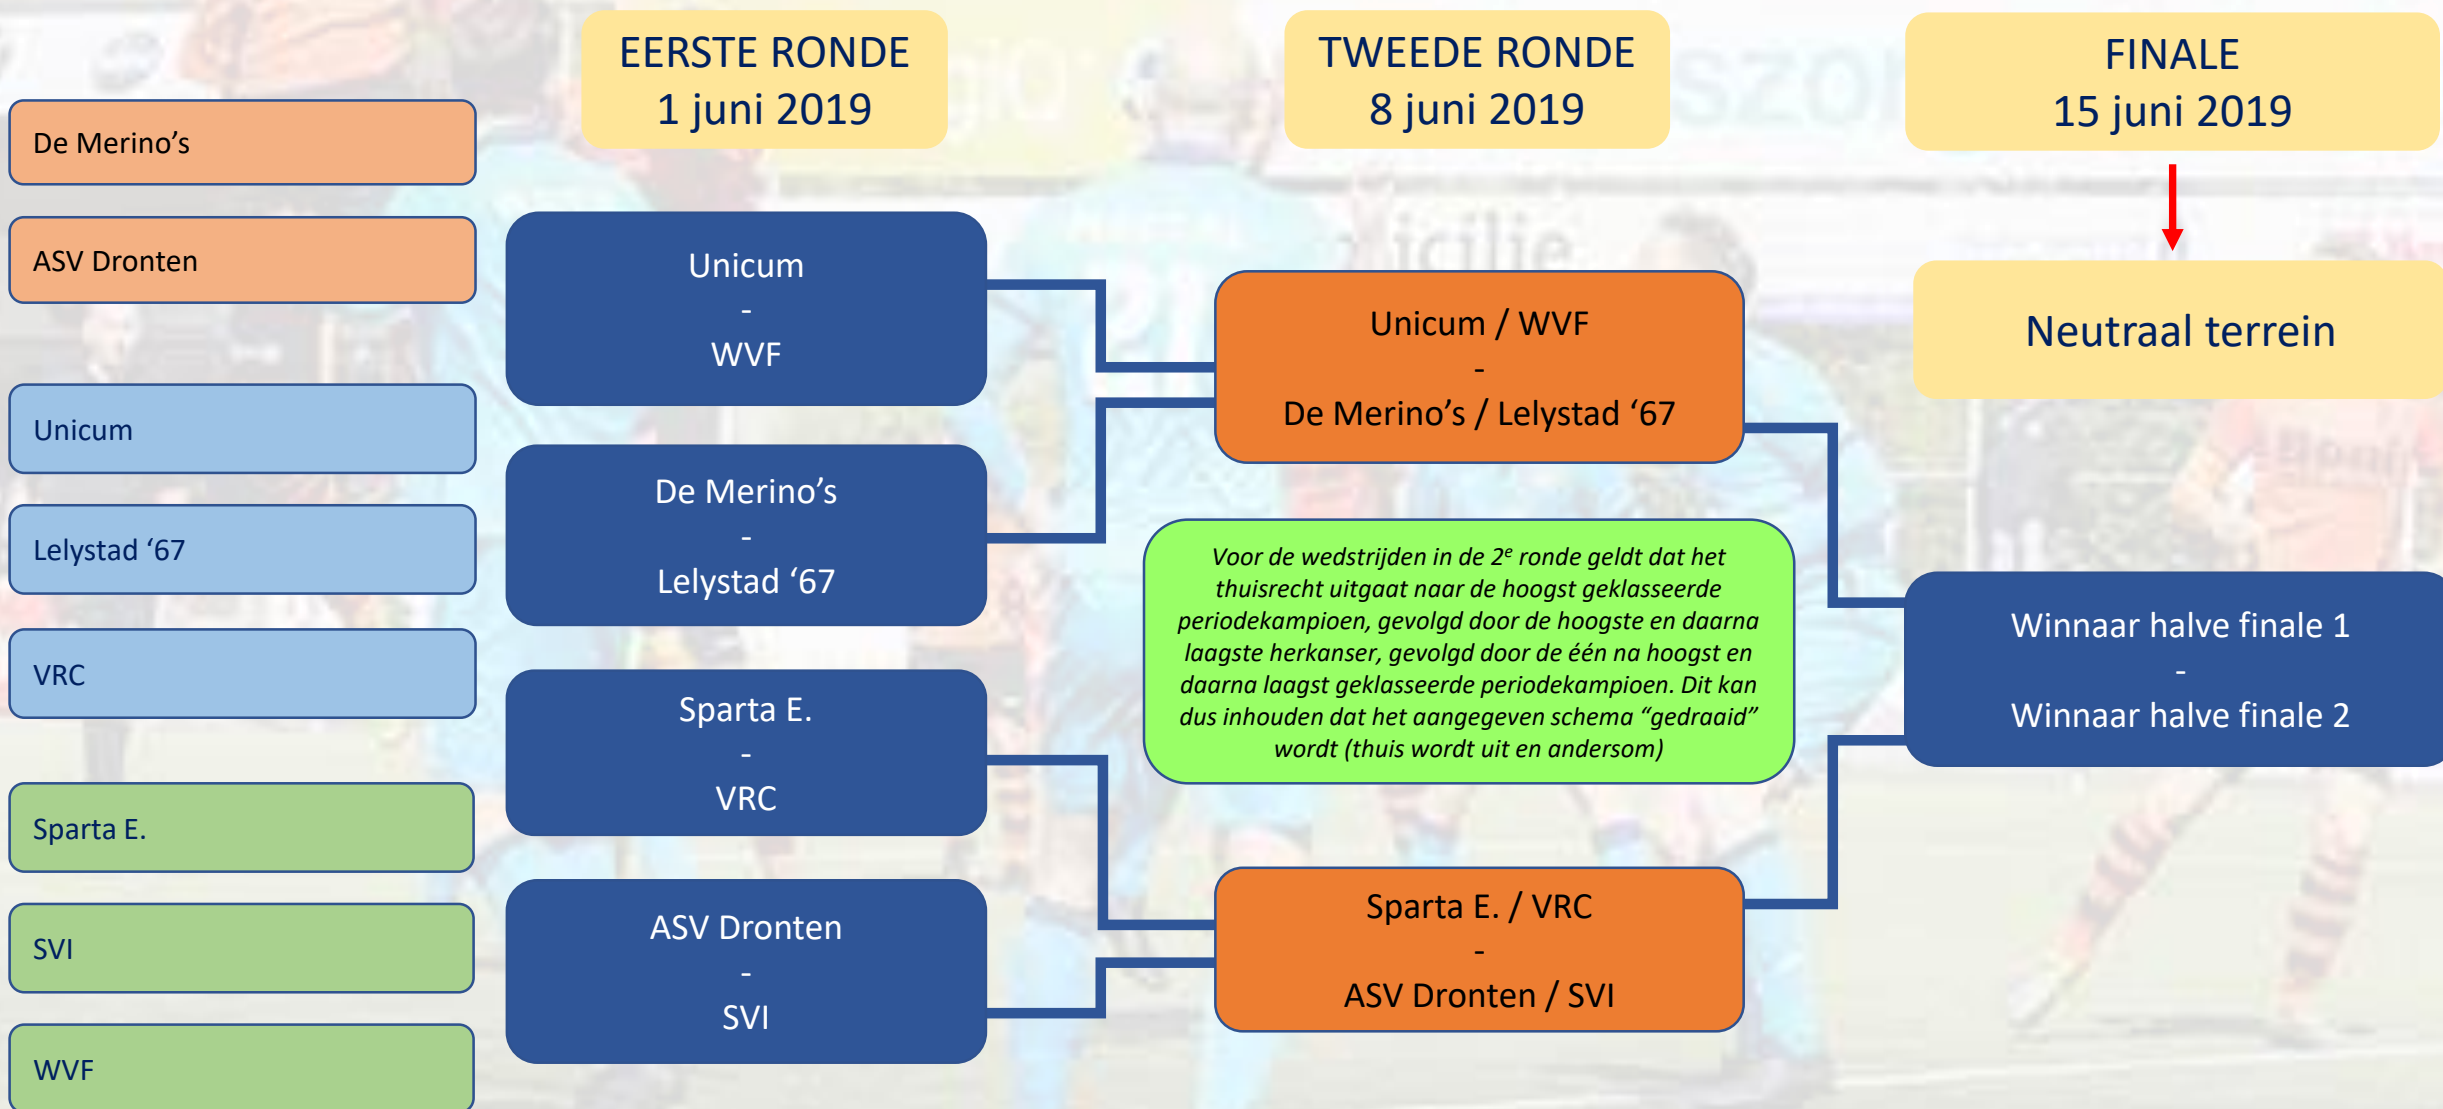 EERSTE RONDE
1 juni 2019
TWEEDE RONDE
8 juni 2019
FINALE
15 juni 2019
De Merino’s
ASV Dronten
Unicum
Lelystad ‘67
VRC
Sparta E.
SVI
WVF
Unicum
-
WVF
De Merino’s
-
Lelystad ‘67
Sparta E.
-
VRC
ASV Dronten
-
SVI
Unicum / WVF
-
De Merino’s / Lelystad ‘67
Voor de wedstrijden in de 2e ronde geldt dat het
thuisrecht uitgaat naar de hoogst geklasseerde
periodekampioen, gevolgd door de hoogste en daarna
laagste herkanser, gevolgd door de één na hoogst en
daarna laagst geklasseerde periodekampioen. Dit kan
dus inhouden dat het aangegeven schema “gedraaid”
wordt (thuis wordt uit en andersom)
Sparta E. / VRC
-
ASV Dronten / SVI
Neutraal terrein
Winnaar halve finale 1
-
Winnaar halve finale 2